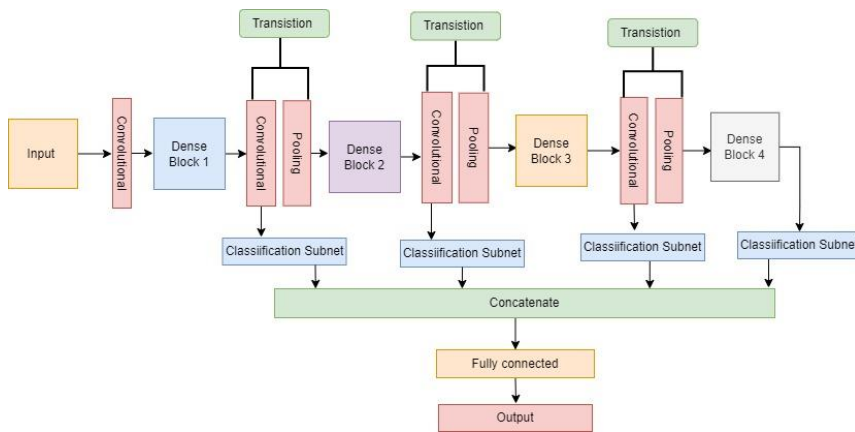 Transistion
Transistion
Transistion
Input
Convolutional
Dense
Block 1
Convolutional
Pooling
Dense
Block 2
Convolutional
Pooling
Dense
Block 3
Convolutional
Pooling
Dense
Block 4
Classiification Subnet
Classiification Subnet
Classiification Subnet
Classiification Subnet
Concatenate
Fully connected
Output